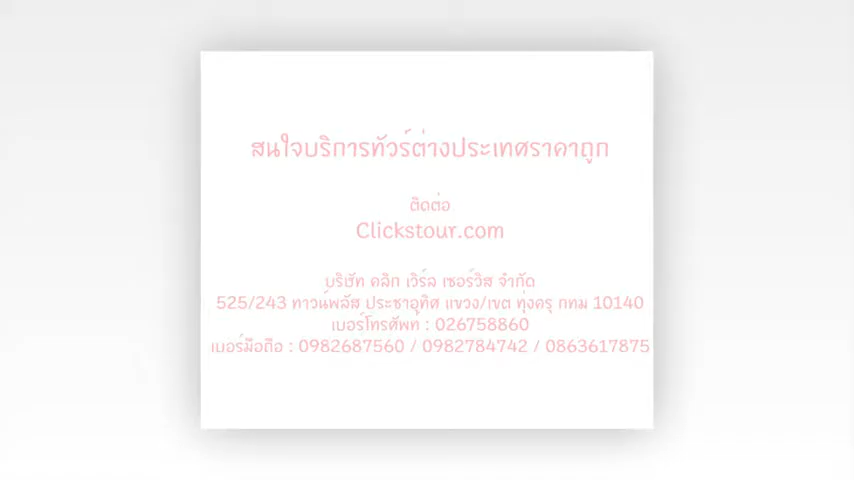 สนใจบริการทัวร์ต่างประเทศราคาถูก
ติดต่อ
Clickstour.com
บริษัท คลิก เวิร์ล เซอร์วิส จำกัด
525/243 ทาวน์พลัส ประชาอุทิศ แขวง/เขต ทุ่งครุ กทม 10140
เบอร์โทรศัพท์ : 026758860
เบอร์มือถือ : 0982687560 / 0982784742 / 0863617875